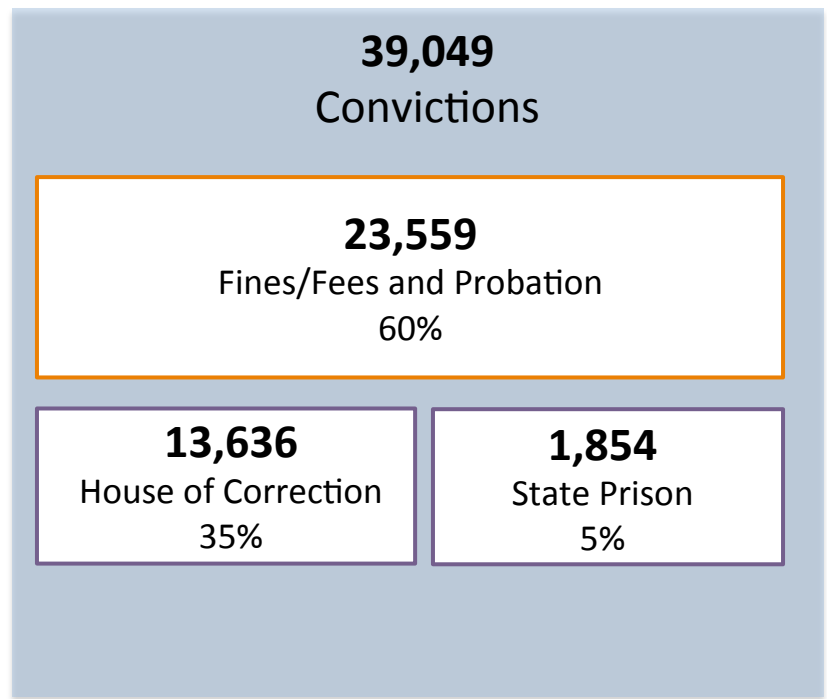 39,049
Convictions
23,559
Fines/Fees and Probation
60%
13,636
House of Correction
35%
1,854
State Prison
5%